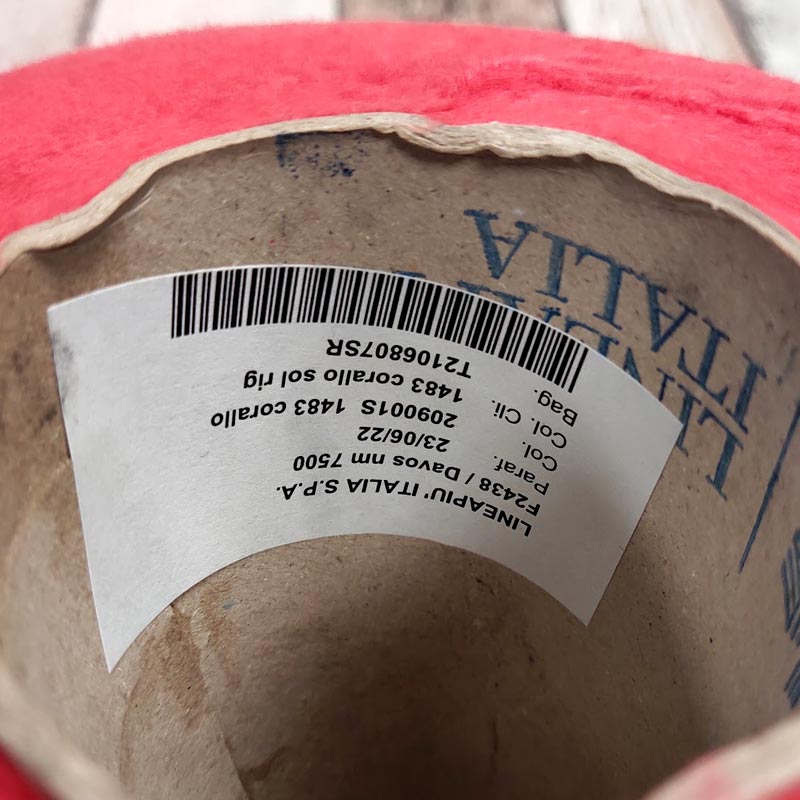 LINEAPIU' ITALIA S.P.A.
F2438 / Davos nm 7500
Paraf. 23/06/22
Col. 209001S 1483 corallo
Col. Cli. 1483 corallo sol rig
Bag. T2106807SR
ITALIA